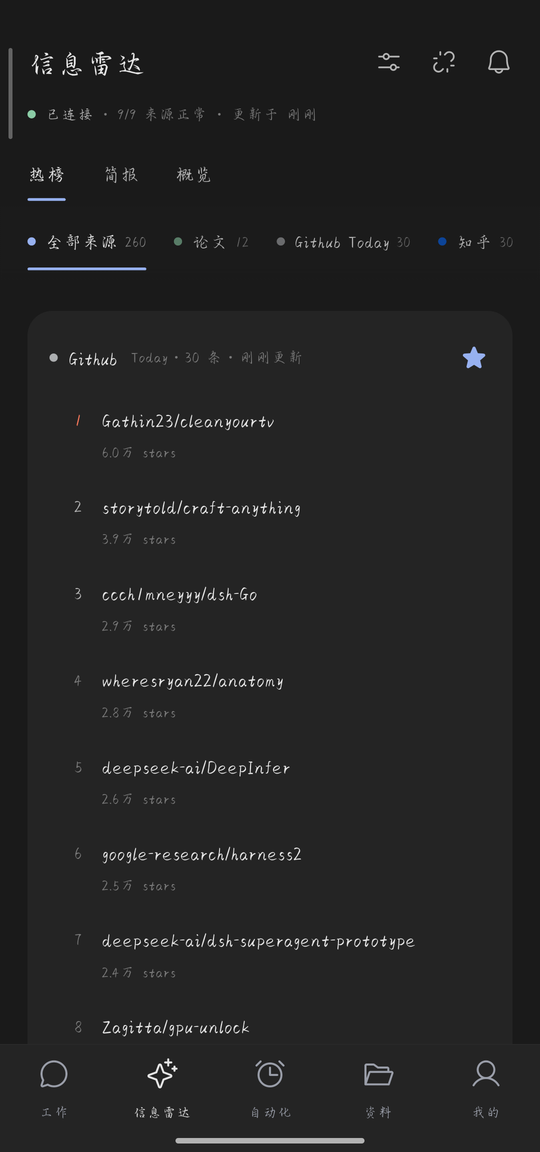 信息雷达
已连接 · 9/9 来源正常 · 更新于 刚刚
热榜 简报 概览
全部来源 260 论文 12 Github Today 30 知乎 30
Github Today · 30 条 · 刚刚更新
1 Gathin23/cleanyourtv
6.0万 stars
2 storytold/craft-anything
3.9万 stars
3 ccch1mneyyy/dsh-Go
2.9万 stars
4 wheresryan22/anatomy
2.8万 stars
5 deepseek-ai/DeepInfer
2.6万 stars
6 google-research/harness2
2.5万 stars
7 deepseek-ai/dsh-superagent-prototype
2.4万 stars
8 Zagitta/gpu-unlock
工作 信息雷达 自动化 资料 我的